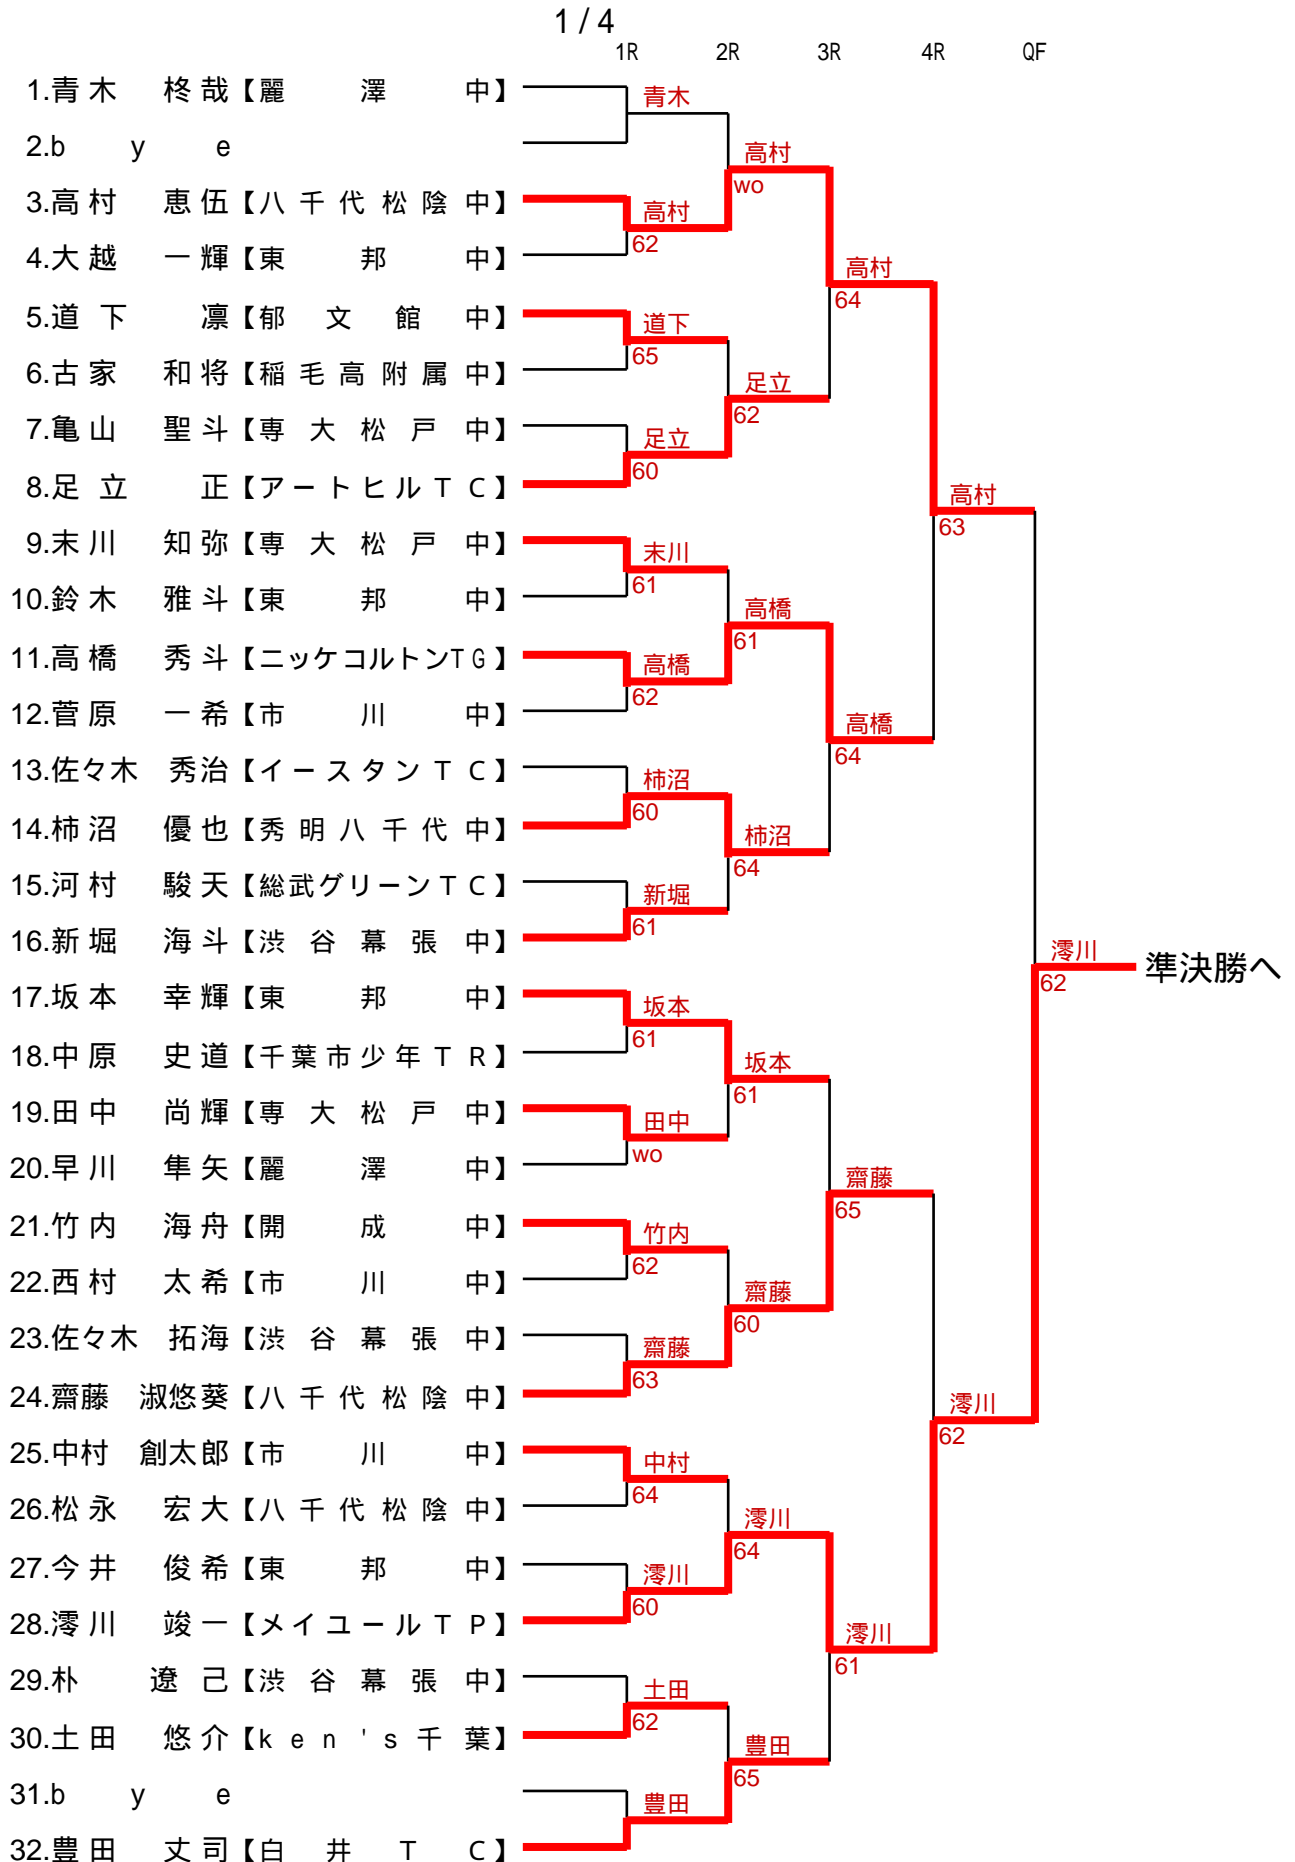 1 / 4
1R 2R 3R 4R QF
1.青木 柊哉【麗澤中】
青木
2.bye
高村
wo
3.高村 恵伍【八千代松陰中】
高村
62
4.大越 一輝【東邦中】
高村
64
5.道下 凛【郁文館中】
道下
65
6.古家 和将【稲毛高附属中】
足立
62
7.亀山 聖斗【専大松戸中】
足立
60
8.足立 正【アートヒルTC】
高村
63
9.末川 知弥【専大松戸中】
末川
61
10.鈴木 雅斗【東邦中】
高橋
61
11.高橋 秀斗【ニッケコルトンTG】
高橋
62
12.菅原 一希【市川中】
高橋
64
13.佐々木 秀治【イースタンTC】
柿沼
60
14.柿沼 優也【秀明八千代中】
柿沼
64
15.河村 駿天【総武グリーンTC】
新堀
61
16.新堀 海斗【渋谷幕張中】
澪川
62
準決勝へ
17.坂本 幸輝【東邦中】
坂本
61
18.中原 史道【千葉市少年TR】
坂本
61
19.田中 尚輝【専大松戸中】
田中
wo
20.早川 隼矢【麗澤中】
齋藤
65
21.竹内 海舟【開成中】
竹内
62
22.西村 太希【市川中】
齋藤
60
23.佐々木 拓海【渋谷幕張中】
齋藤
63
24.齋藤 淑悠葵【八千代松陰中】
澪川
62
25.中村 創太郎【市川中】
中村
64
26.松永 宏大【八千代松陰中】
澪川
64
27.今井 俊希【東邦中】
澪川
60
28.澪川 竣一【メイユールTP】
澪川
61
29.朴 遼己【渋谷幕張中】
土田
62
30.土田 悠介【ken's千葉】
豊田
65
31.bye
豊田
32.豊田 丈司【白井TC】